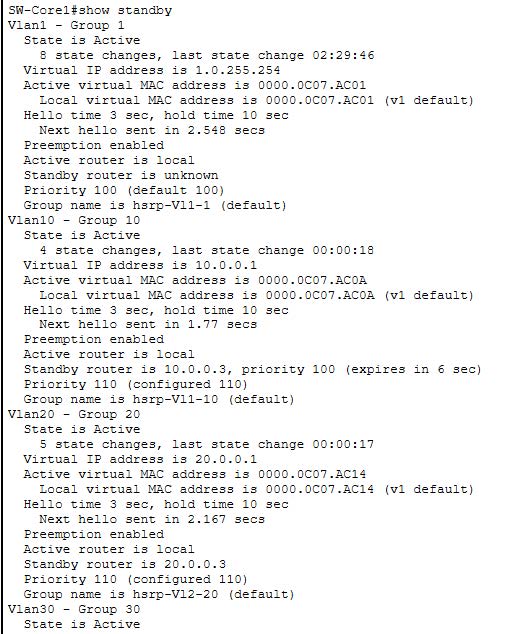 SW-Core1#show standby
Vlan1 - Group 1
State is Active
8 state changes, last state change 02:29:46
Virtual IP address is 1.0.255.254
Active virtual MAC address is 0000.0C07.AC01
Local virtual MAC address is 0000.0C07.AC01 (v1 default)
Hello time 3 sec, hold time 10 sec
Next hello sent in 2.548 secs
Preemption enabled
Active router is local
Standby router is unknown
Priority 100 (default 100)
Group name is hsrp-Vl1-1 (default)
Vlan10 - Group 10
State is Active
4 state changes, last state change 00:00:18
Virtual IP address is 10.0.0.1
Active virtual MAC address is 0000.0C07.AC0A
Local virtual MAC address is 0000.0C07.AC0A (v1 default)
Hello time 3 sec, hold time 10 sec
Next hello sent in 1.77 secs
Preemption enabled
Active router is local
Standby router is 10.0.0.3, priority 100 (expires in 6 sec)
Priority 110 (configured 110)
Group name is hsrp-Vl1-10 (default)
Vlan20 - Group 20
State is Active
5 state changes, last state change 00:00:17
Virtual IP address is 20.0.0.1
Active virtual MAC address is 0000.0C07.AC14
Local virtual MAC address is 0000.0C07.AC14 (v1 default)
Hello time 3 sec, hold time 10 sec
Next hello sent in 2.167 secs
Preemption enabled
Active router is local
Standby router is 20.0.0.3
Priority 110 (configured 110)
Group name is hsrp-Vl2-20 (default)
Vlan30 - Group 30
State is Active